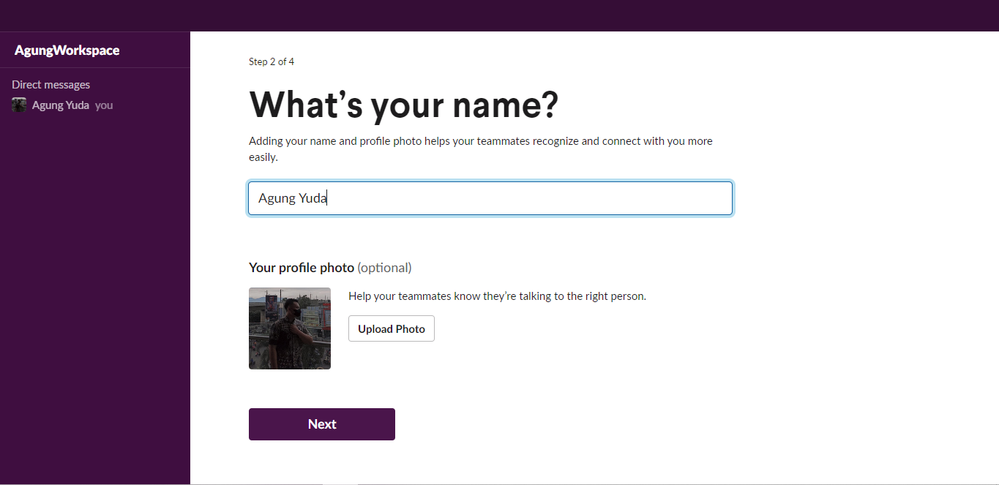 AgungWorkspace
Direct messages
Agung Yuda you
Step 2 of 4
What's your name?
Adding your name and profile photo helps your teammates recognize and connect with you more
easily.
Agung Yuda
Your profile photo (optional)
Help your teammates know they're talking to the right person.
Upload Photo
Next